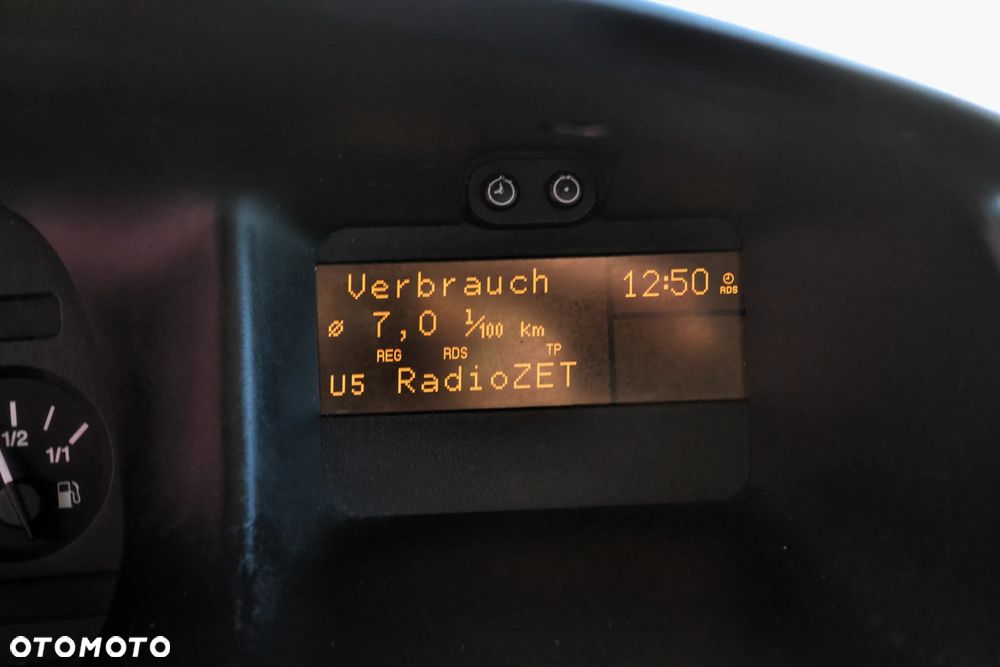 Verbrauch 12:50 RDS
ø 7,0 l/100 km
REG RDS TP
U5 RadioZET
1/2
1/1
OTOMOTO